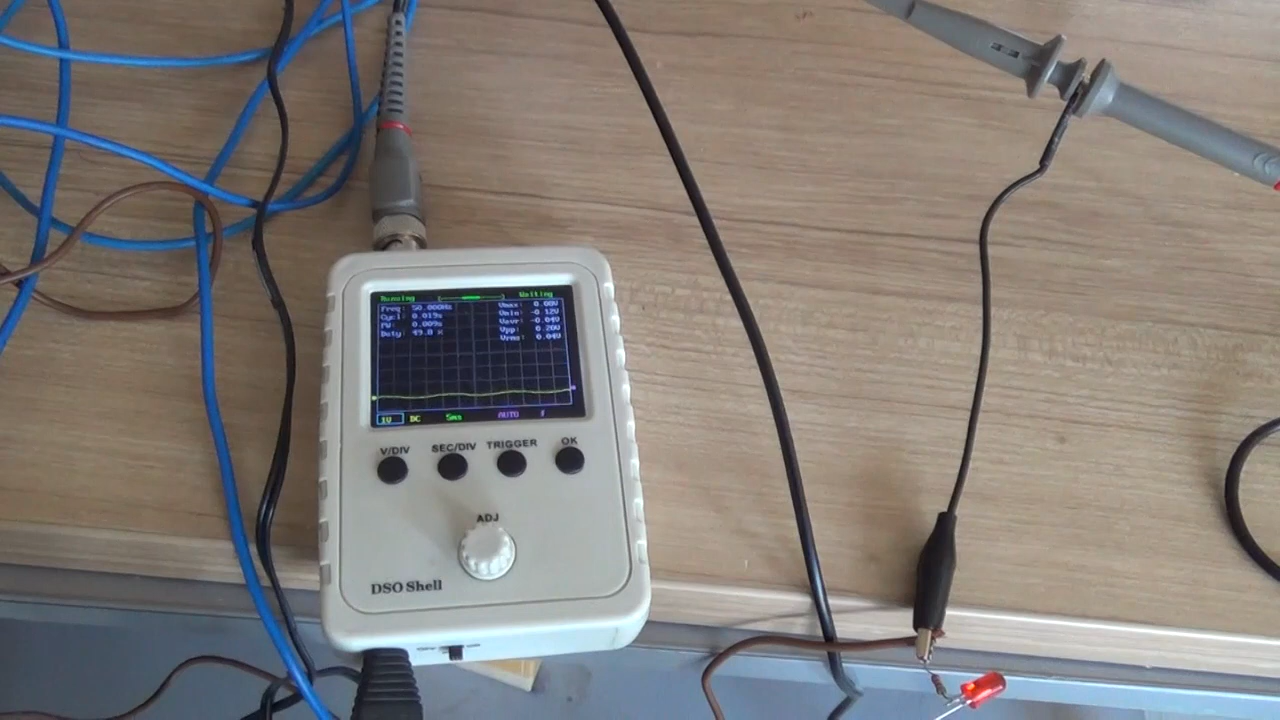 Running Waiting
Freq: 50.000Hz Vmax: 0.08V
Cycl: 0.019s Vmin: -0.12V
PW: 0.009s Vavr: -0.04V
Duty: 49.8 % Vpp: 0.20V
Vrms: 0.04V
1V DC 5ms AUTO
V/DIV SEC/DIV TRIGGER OK
ADJ
DSO Shell